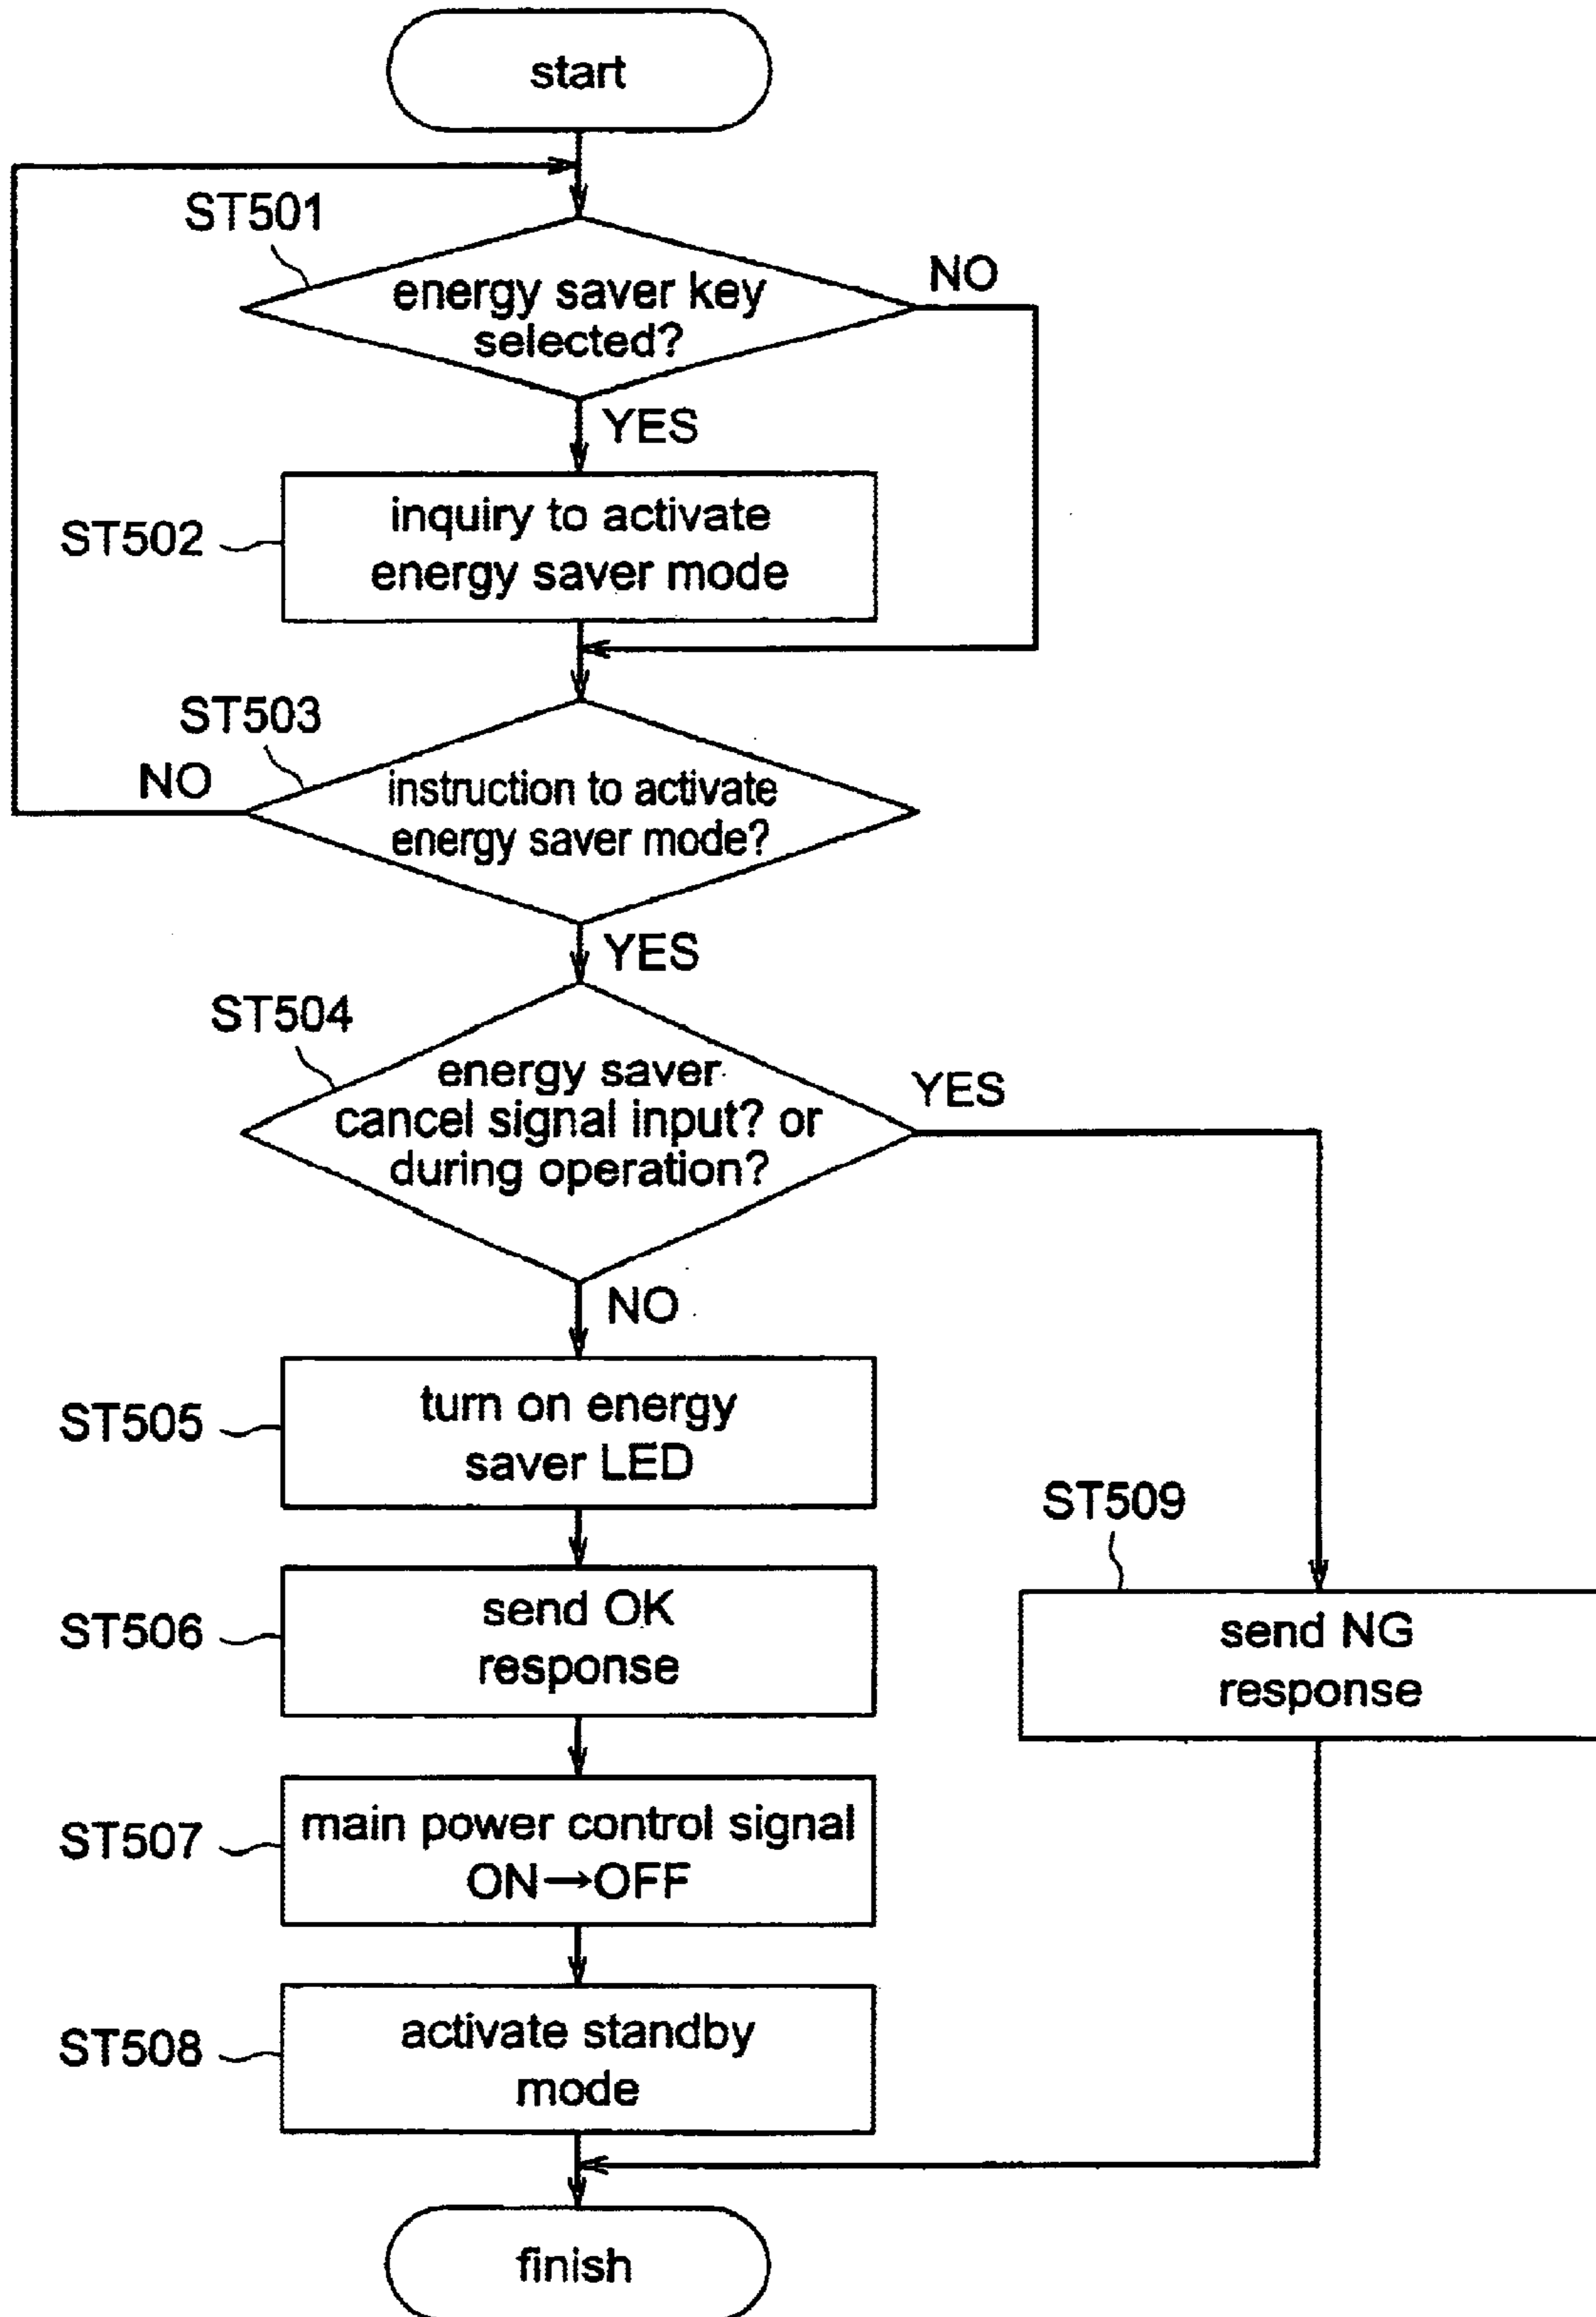 start
ST501
energy saver key
selected?
NO
YES
ST502
inquiry to activate
energy saver mode
ST503
NO
instruction to activate
energy saver mode?
YES
ST504
energy saver
cancel signal input? or
during operation?
YES
NO
ST505
turn on energy
saver LED
ST506
send OK
response
ST509
send NG
response
ST507
main power control signal
ON→OFF
ST508
activate standby
mode
finish